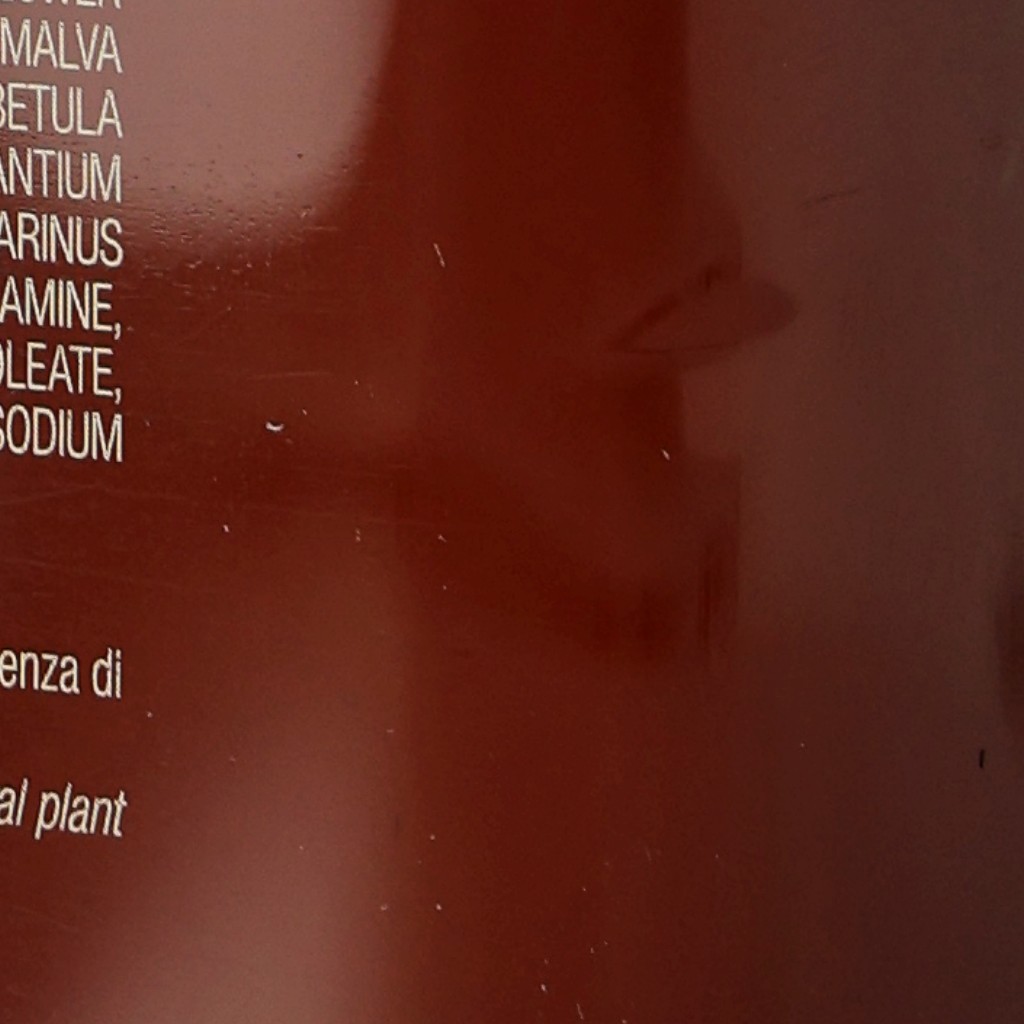 MALVA
BETULA
ANTIUM
ARINUS
AMINE,
OLEATE,
SODIUM
enza di
al plant